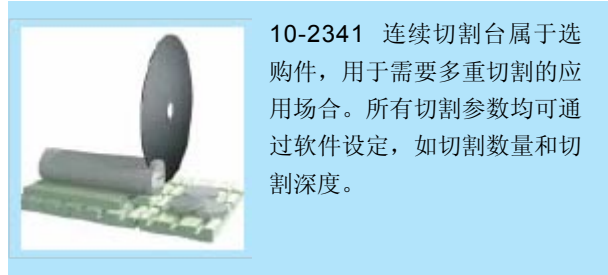 10-2341 连续切割台属于选
购件，用于需要多重切割的应
用场合。所有切割参数均可通
过软件设定，如切割数量和切
割深度。